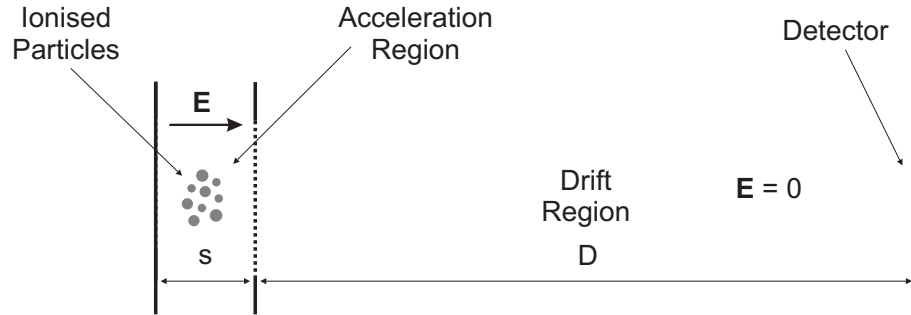 Ionised
Particles
Acceleration
Region
Detector
E
Drift
Region
E = 0
s
D